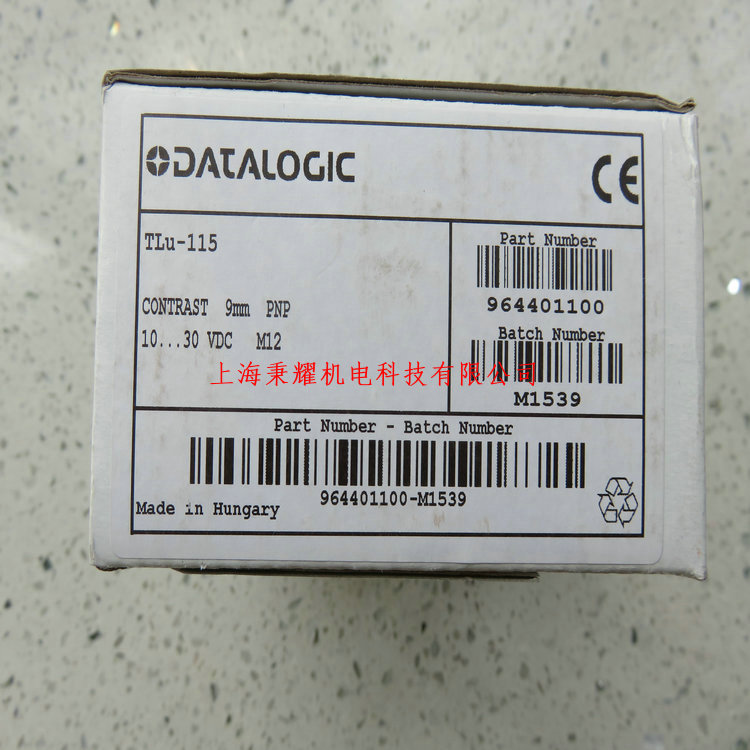 DATALOGIC
CE
TLu-115
CONTRAST 9mm PNP
10...30 VDC M12
Part Number
964401100
Batch Number
M1539
上海秉耀机电科技有限公司
Part Number - Batch Number
964401100-M1539
Made in Hungary